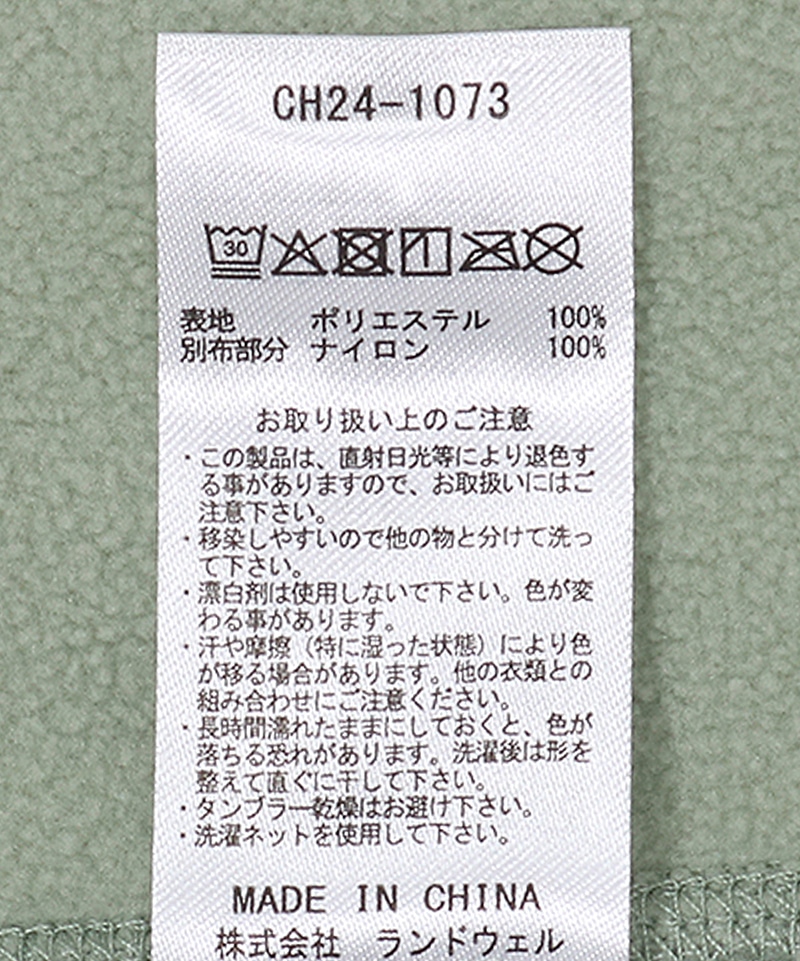 CH24-1073
30
表地 ポリエステル 100%
別布部分 ナイロン 100%
お取り扱い上のご注意
・この製品は、直射日光等により退色す
る事がありますので、お取扱いにはご
注意下さい。
・移染しやすいので他の物と分けて洗っ
て下さい。
・漂白剤は使用しないで下さい。色が変
わる事があります。
・汗や摩擦（特に湿った状態）により色
が移る場合があります。他の衣類との
組み合わせにご注意ください。
・長時間濡れたままにしておくと、色が
落ちる恐れがあります。洗濯後は形を
整えて直ぐに干して下さい。
・タンブラー乾燥はお避け下さい。
・洗濯ネットを使用して下さい。
MADE IN CHINA
株式会社 ランドウェル